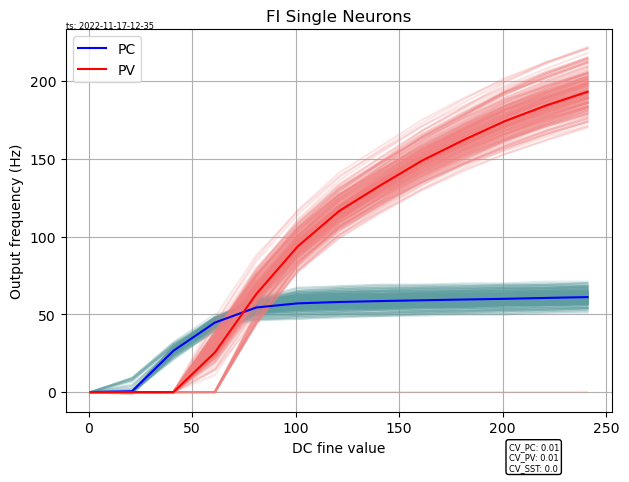 FI Single Neurons
ts: 2022-11-17-12-35
PC
PV
Output frequency (Hz)
200
150
100
50
0
0
50
100
150
200
250
DC fine value
CV_PC: 0.01
CV_PV: 0.01
CV_SST: 0.0